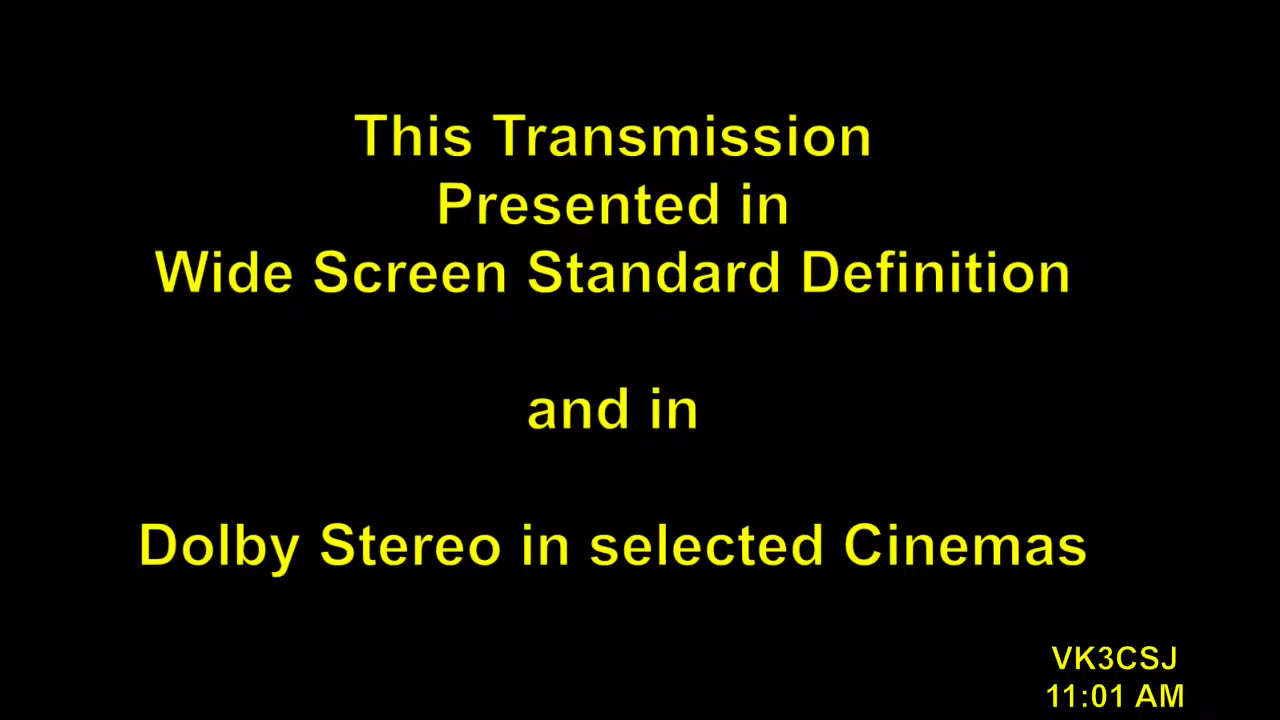 This Transmission
Presented in
Wide Screen Standard Definition
and in
Dolby Stereo in selected Cinemas
VK3CSJ
11:01 AM